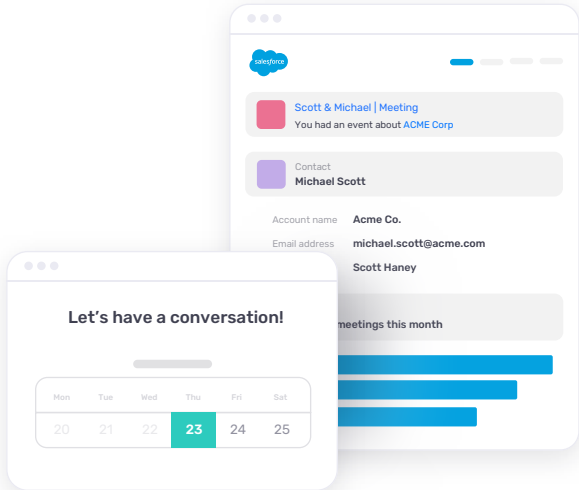 salesforce
Scott & Michael | Meeting
You had an event about ACME Corp
Contact
Michael Scott
Account name Acme Co.
Email address michael.scott@acme.com
Scott Haney
meetings this month
Let’s have a conversation!
Mon Tue Wed Thu Fri Sat
20 21 22 23 24 25